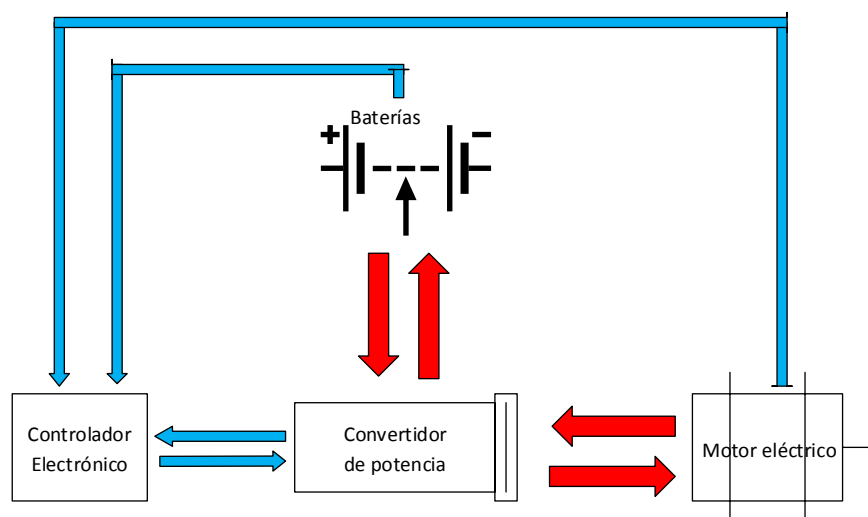 Baterías
+
-
Controlador
Electrónico
Convertidor
de potencia
Motor eléctrico